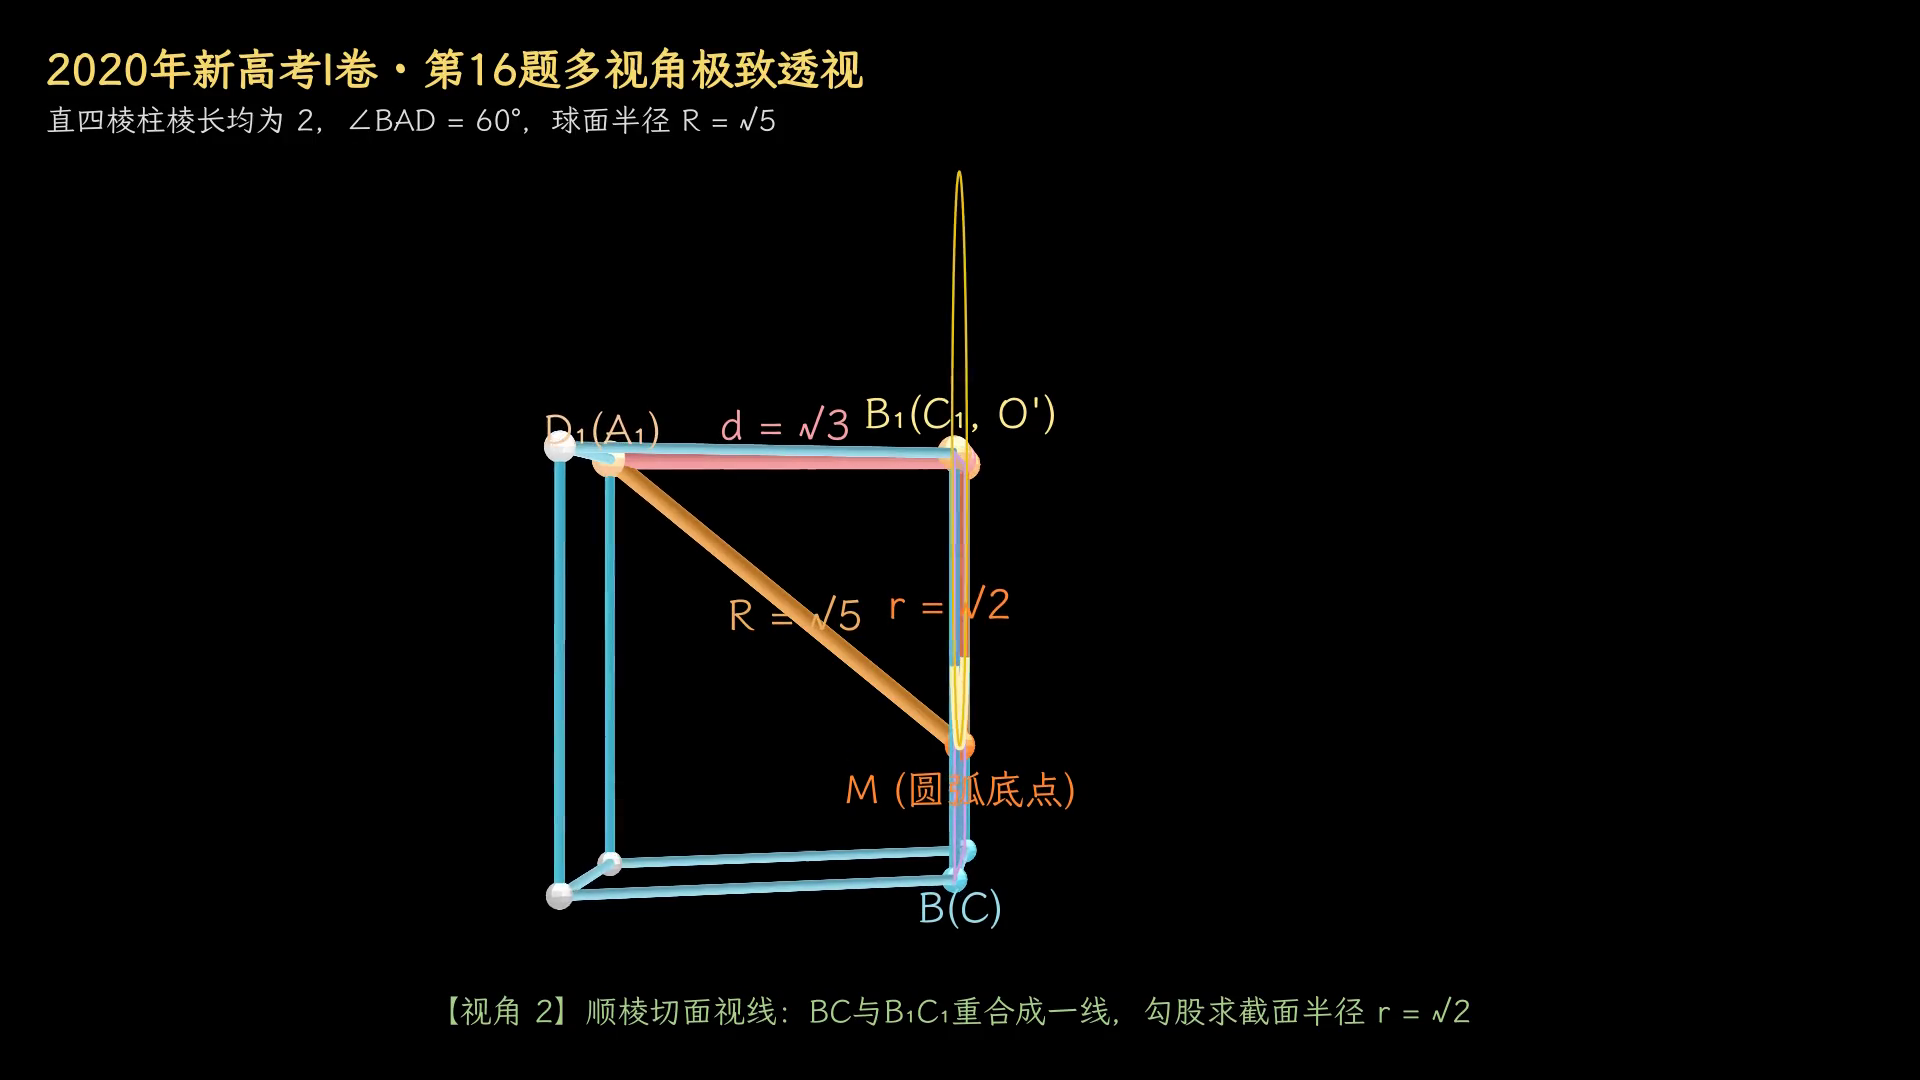 2020年新高考I卷·第16题多视角极致透视
直四棱柱棱长均为 2，∠BAD = 60°，球面半径 R = √5
D₁(A₁)
d = √3
B₁(C₁, O')
R = √5
r = √2
M (圆弧底点)
B(C)
【视角 2】顺棱切面视线：BC与B₁C₁重合成一线，勾股求截面半径 r = √2